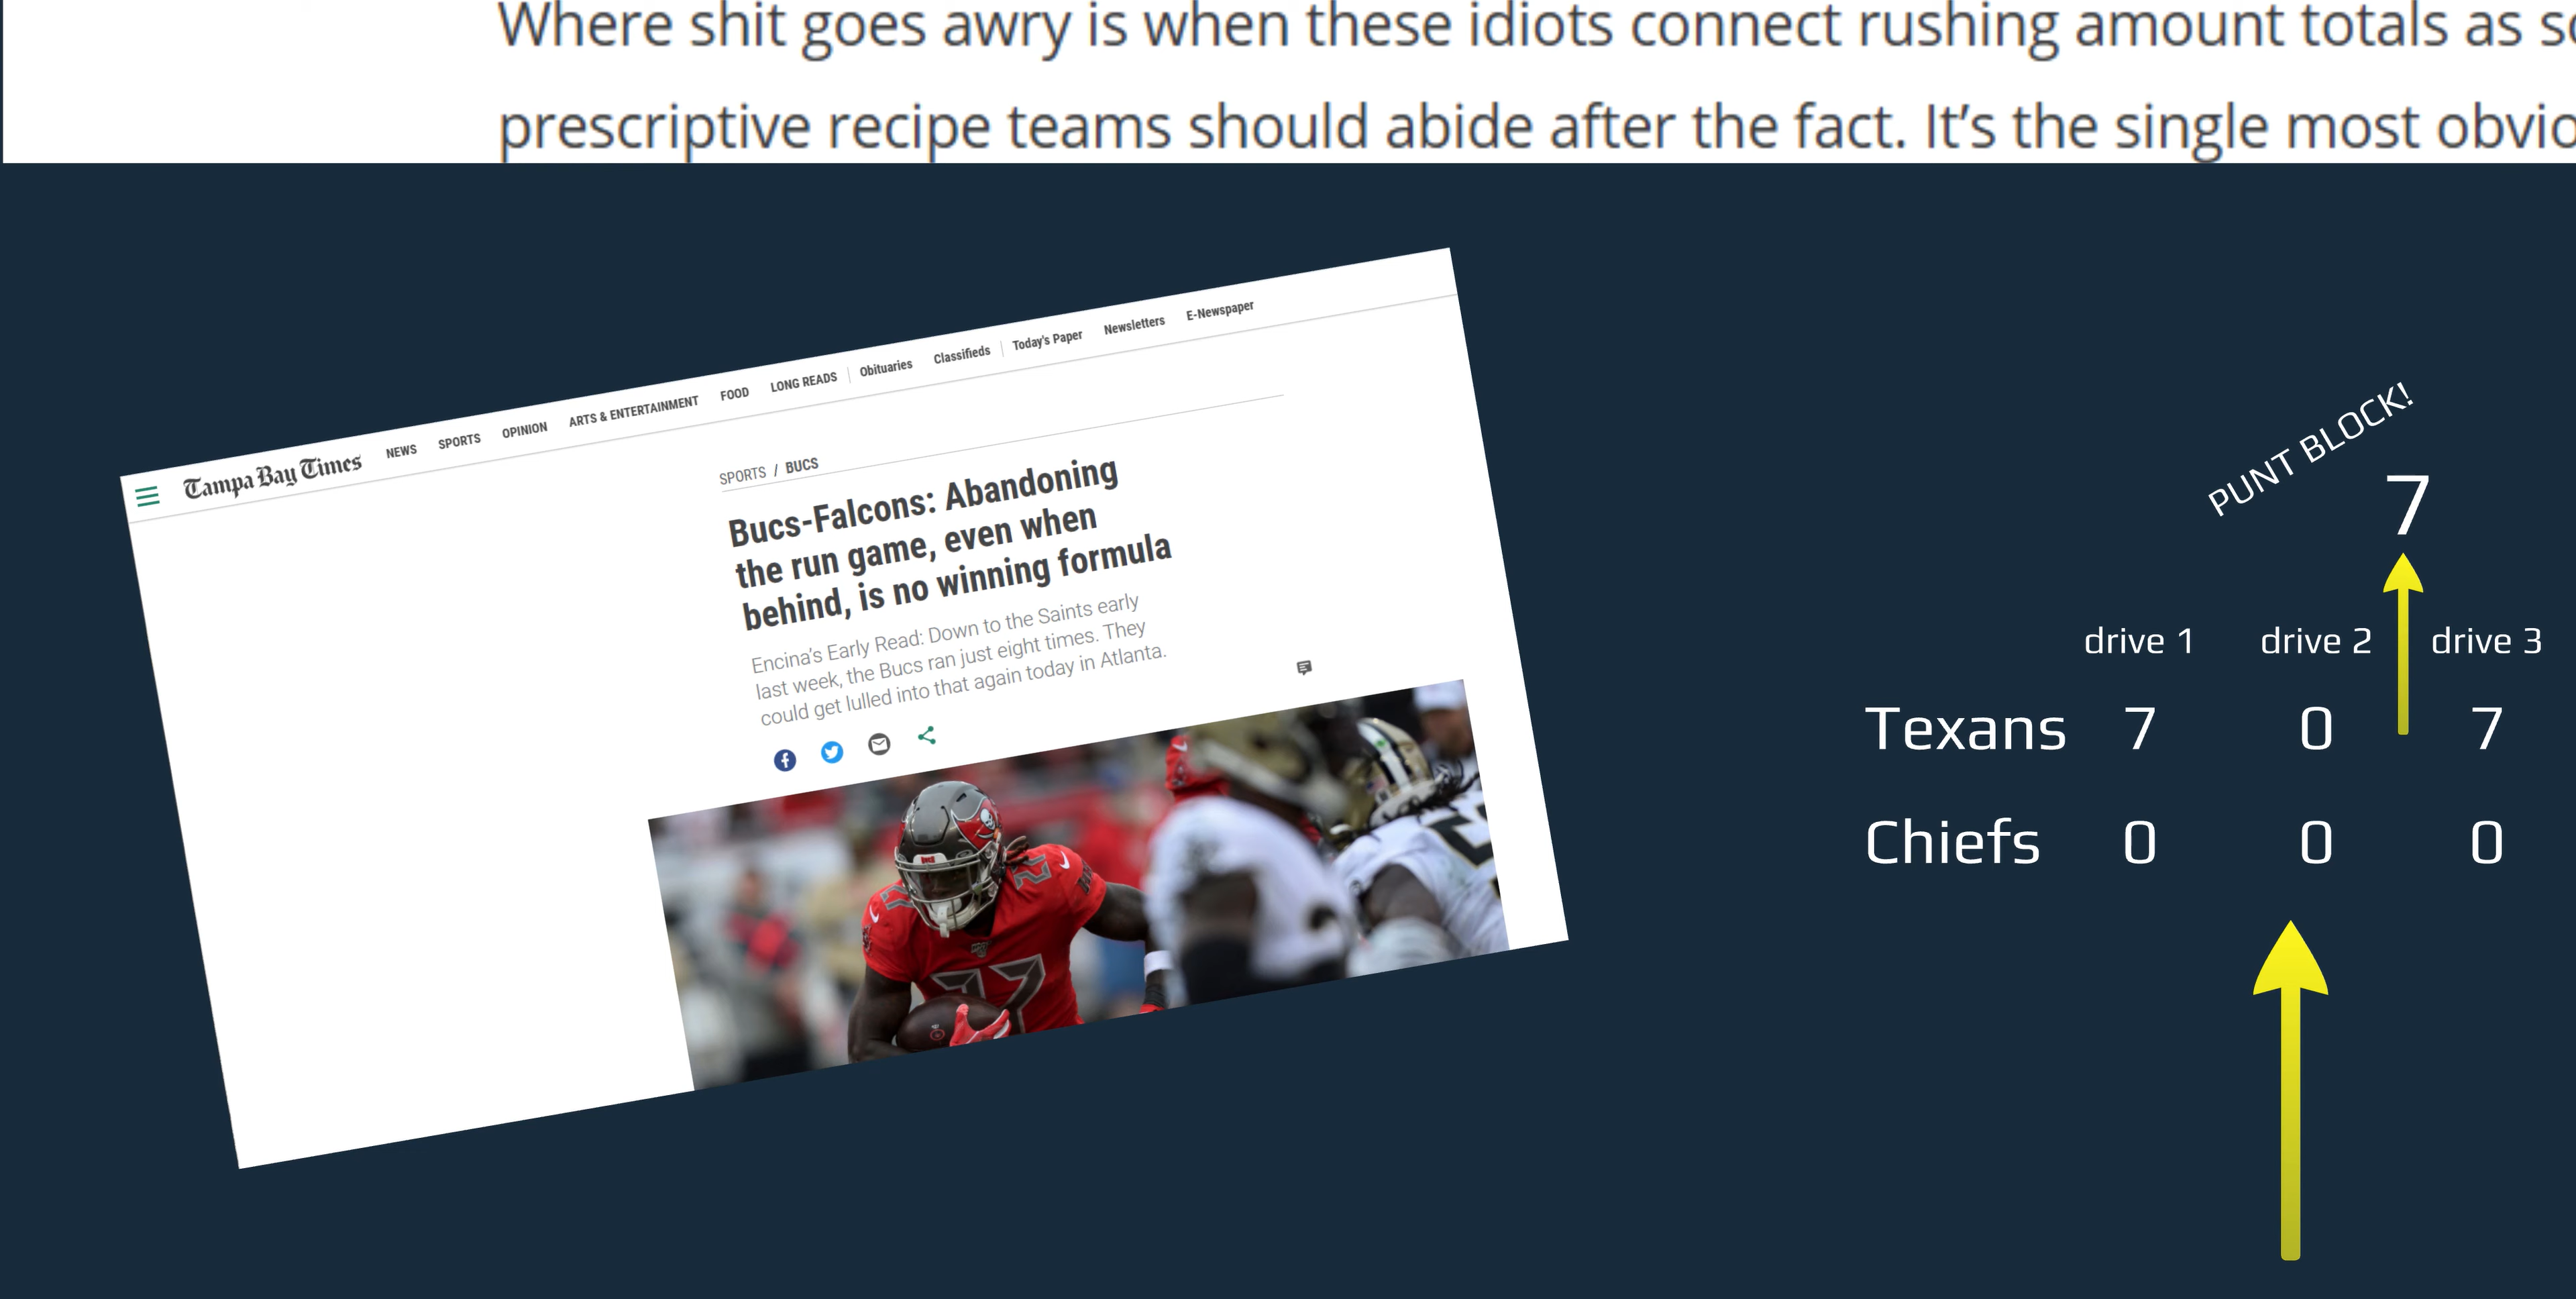 Where shit goes awry is when these idiots connect rushing amount totals as
prescriptive recipe teams should abide after the fact. It’s the single most
Tampa Bay Times NEWS SPORTS OPINION ARTS & ENTERTAINMENT FOOD LONG READS Obituaries Classifieds Today's Paper Newsletters E-Newspaper
SPORTS / BUCS
Bucs-Falcons: Abandoning
the run game, even when
behind, is no winning formula
Encina’s Early Read: Down to the Saints early
last week, the Bucs ran just eight times. They
could get lulled into that again today in Atlanta.
27
PUNT BLOCK!
7
drive 1 drive 2 drive 3
Texans 7 0 7
Chiefs 0 0 0